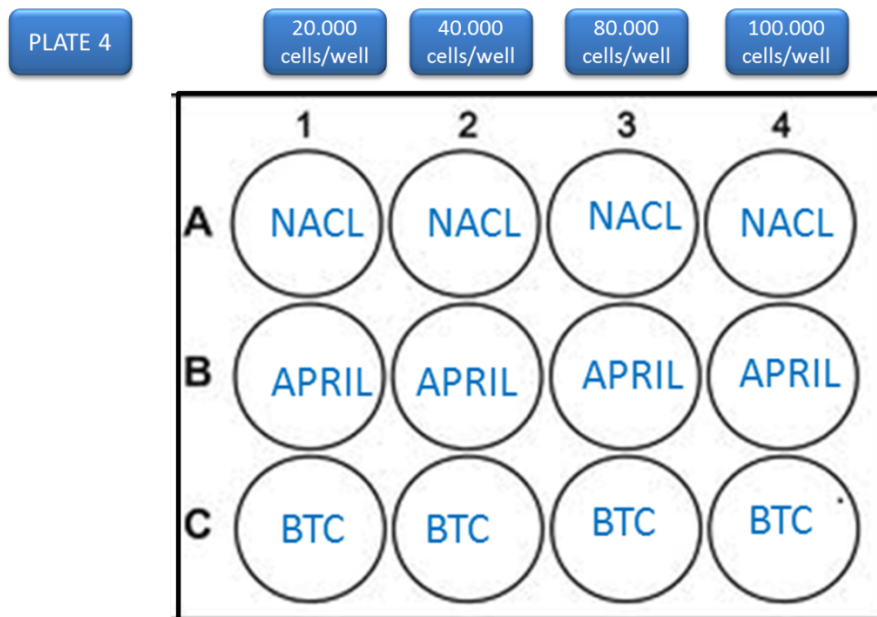 PLATE 4
20.000
cells/well
40.000
cells/well
80.000
cells/well
100.000
cells/well
1 2 3 4
A NACL NACL NACL NACL
B APRIL APRIL APRIL APRIL
C BTC BTC BTC BTC